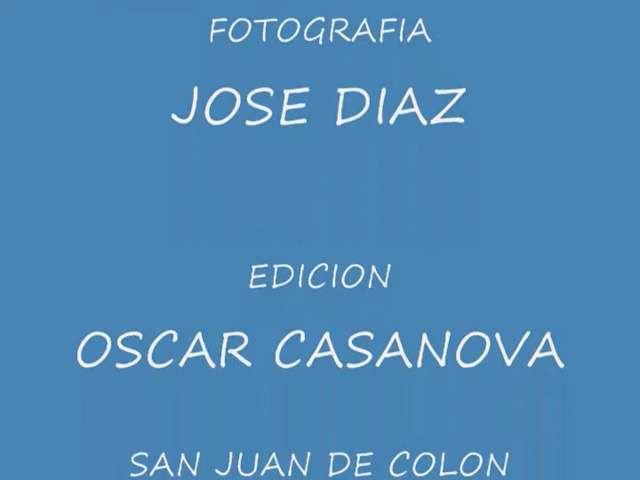 FOTOGRAFIA
JOSE DIAZ
EDICION
OSCAR CASANOVA
SAN JUAN DE COLON